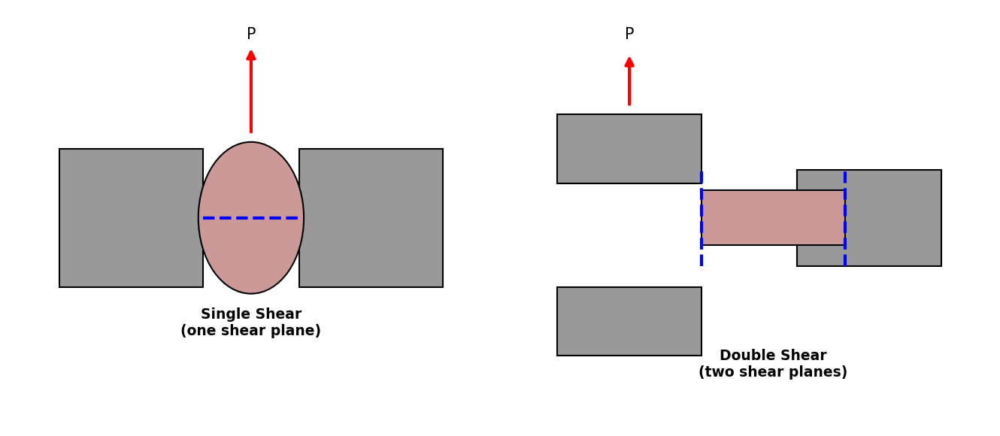 P
Single Shear
(one shear plane)
P
Double Shear
(two shear planes)